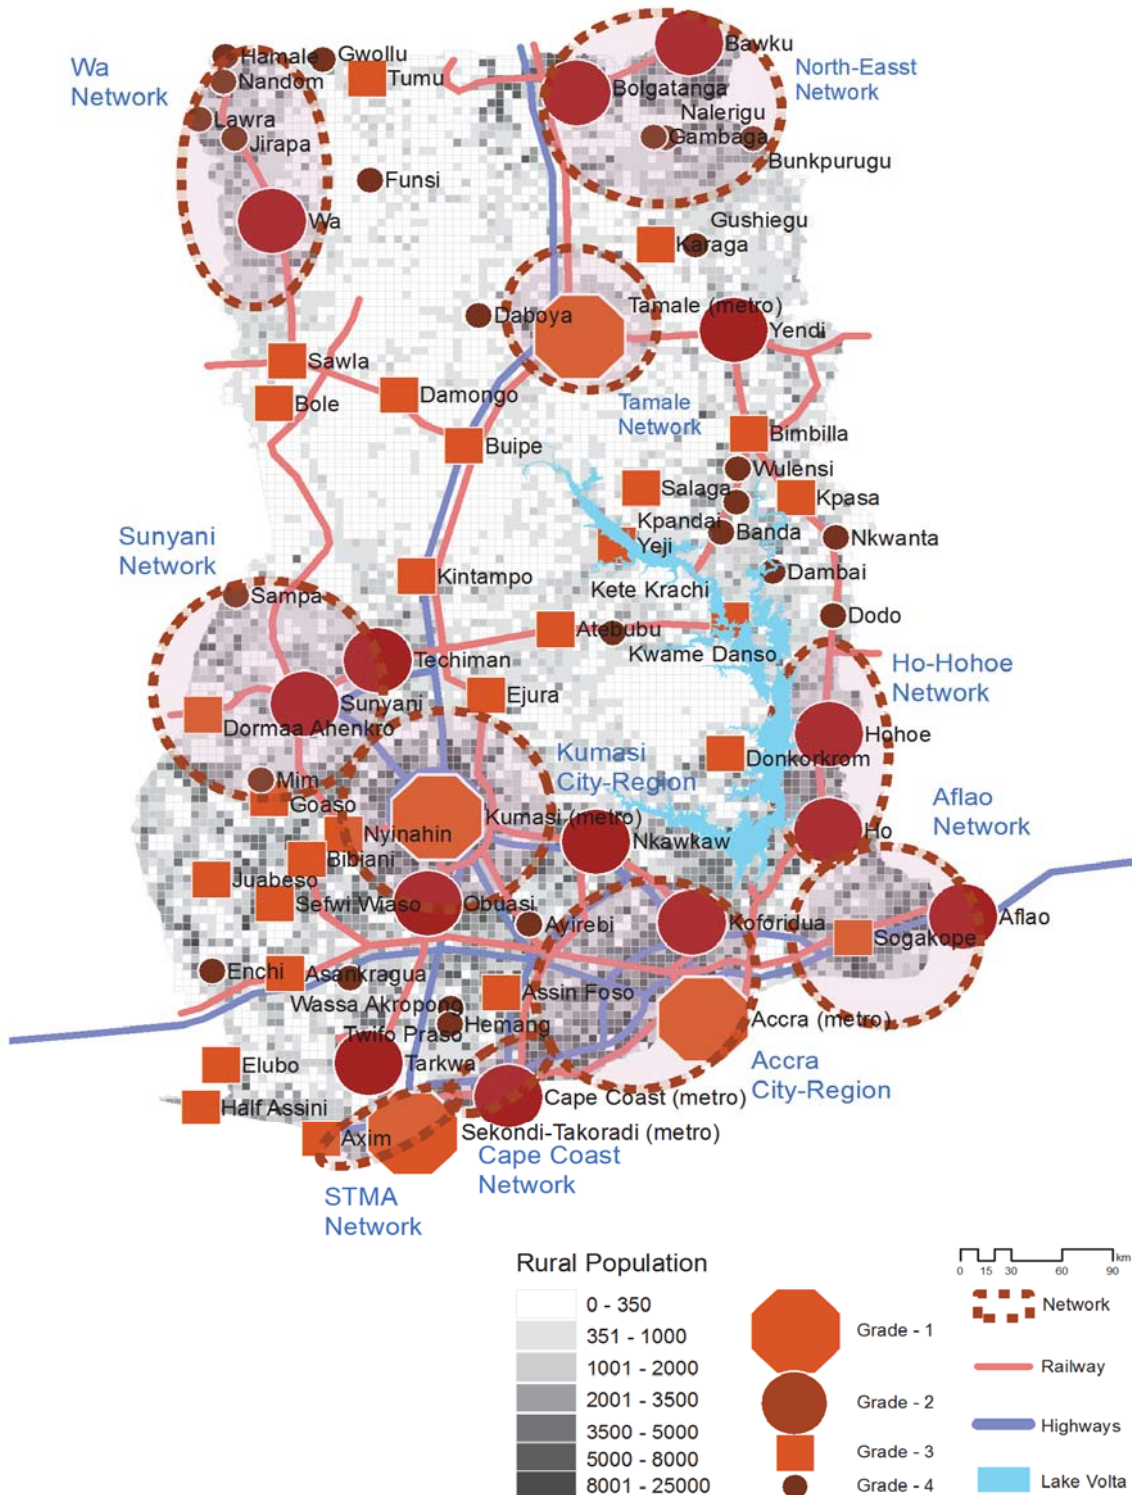 Hamale
Gwollu
Bawku
Wa
Network
Nandom
Tumu
North-Easst
Network
Bolgatanga
Lawra
Nalerigu
Jirapa
Gambaga
Bunkpurugu
Funsi
Wa
Gushiegu
Karaga
Daboya
Tamale (metro)
Yendi
Sawla
Damongo
Bole
Tamale
Network
Buipe
Bimbilla
Wulensi
Salaga
Kpasa
Sunyani
Network
Kpandai
Banda
Nkwanta
Yeji
Kintampo
Dambai
Sampa
Kete Krachi
Dodo
Atebubu
Kwame Danso
Techiman
Ho-Hohoe
Network
Sunyani
Ejura
Dormaa Ahenkro
Hohoe
Kumasi
City-Region
Donkorkrom
Mim
Goaso
Aflao
Network
Kumasi (metro)
Nyinahin
Nkawkaw
Ho
Bibiani
Juabeso
Sefwi Wiaso
Obuasi
Ayirebi
Koforidua
Aflao
Sogakope
Enchi
Asankragua
Assin Foso
Wassa Akropong
Hemang
Accra (metro)
Twifo Praso
Elubo
Tarkwa
Accra
City-Region
Half Assini
Cape Coast (metro)
Axim
Sekondi-Takoradi (metro)
Cape Coast
Network
STMA
Network
Rural Population
0 - 350
351 - 1000
1001 - 2000
2001 - 3500
3500 - 5000
5000 - 8000
8001 - 25000
Grade - 1
Grade - 2
Grade - 3
Grade - 4
km
0 15 30 60 90
Network
Railway
Highways
Lake Volta